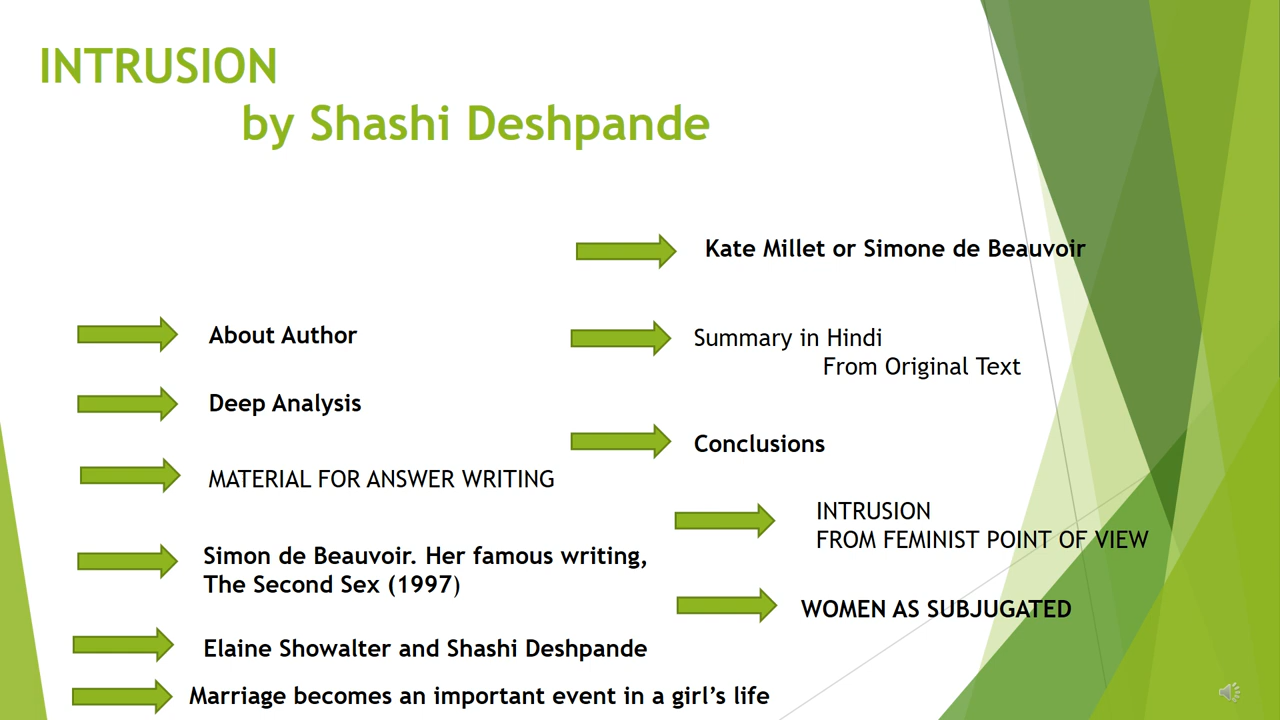 INTRUSION
by Shashi Deshpande
About Author
Deep Analysis
MATERIAL FOR ANSWER WRITING
Simon de Beauvoir. Her famous writing,
The Second Sex (1997)
Elaine Showalter and Shashi Deshpande
Marriage becomes an important event in a girl’s life
Kate Millet or Simone de Beauvoir
Summary in Hindi
From Original Text
Conclusions
INTRUSION
FROM FEMINIST POINT OF VIEW
WOMEN AS SUBJUGATED